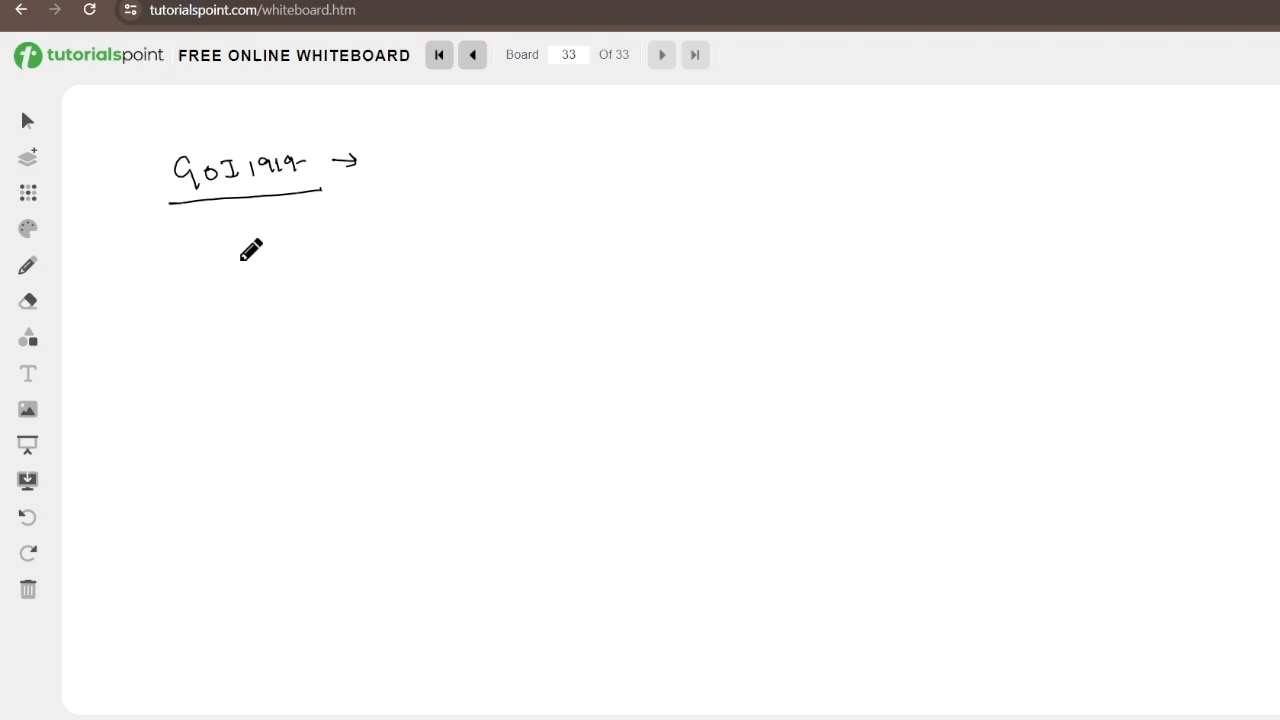 tutorialspoint.com/whiteboard.htm
tutorialspoint FREE ONLINE WHITEBOARD Board 33 Of 33
GOI 1919 →
T